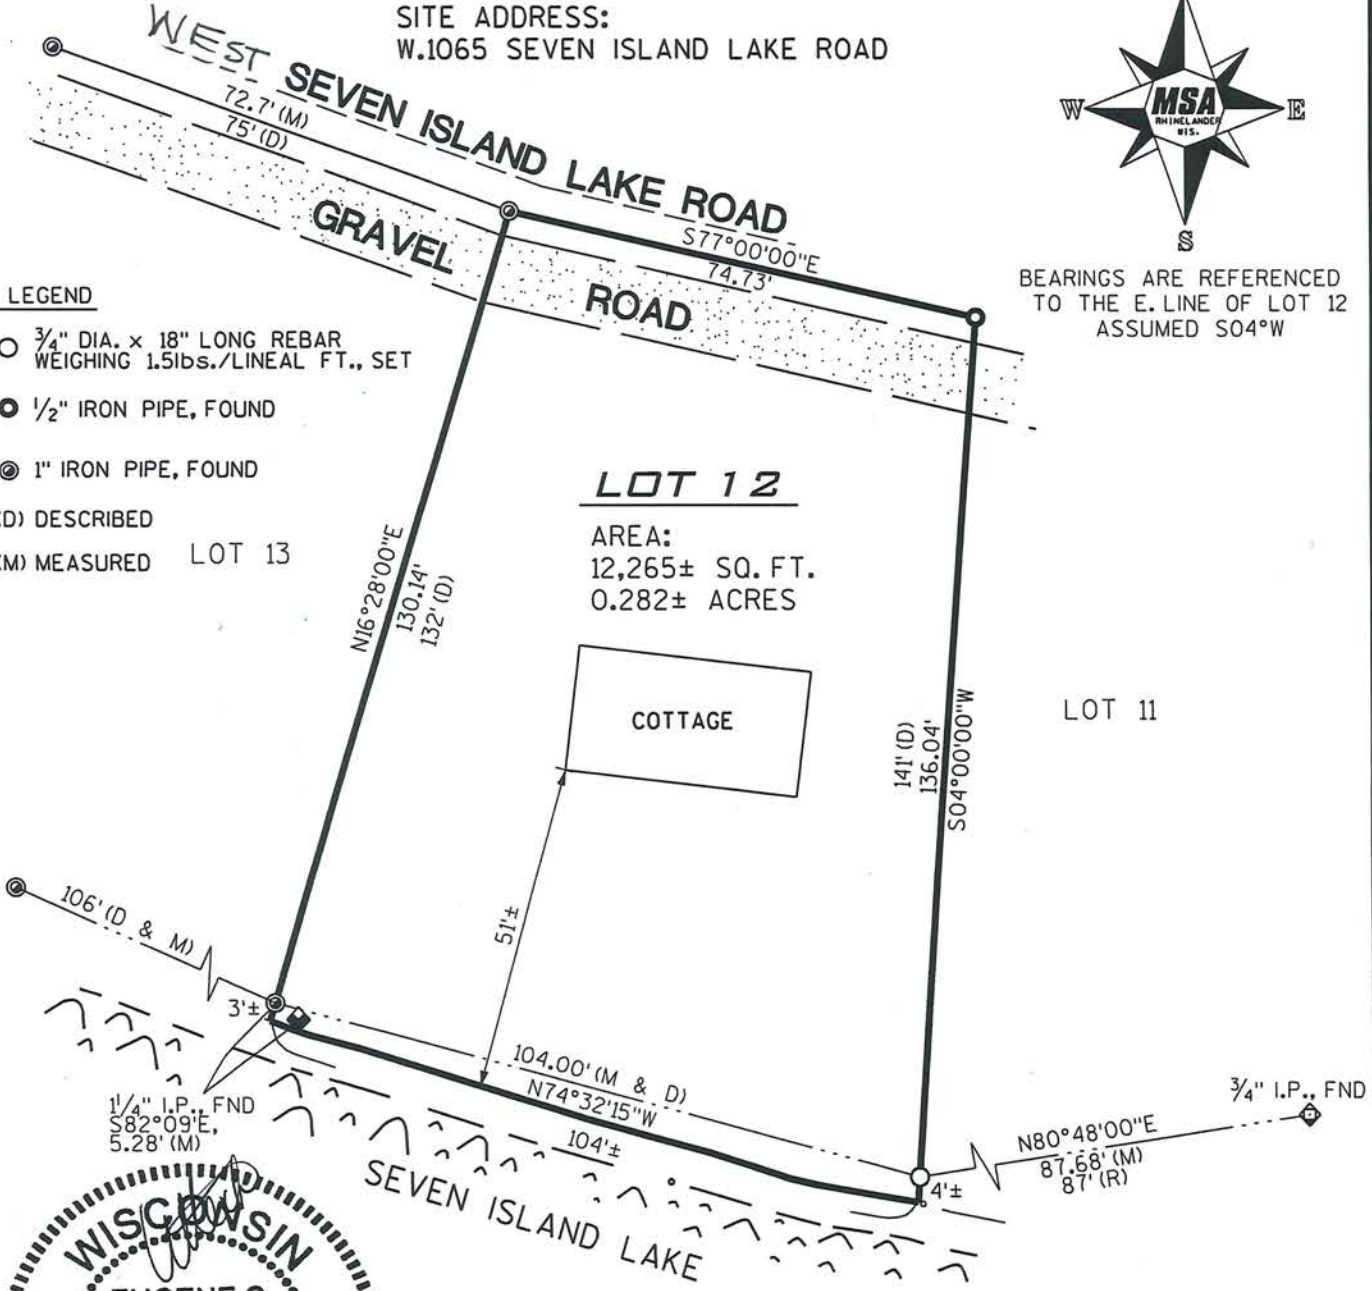 SITE ADDRESS:
W.1065 SEVEN ISLAND LAKE ROAD
WEST SEVEN ISLAND LAKE ROAD
72.7' (M)
75' (D)
GRAVEL ROAD
S77°00'00"E
74.73'
W
E
S
MSA
RHINELANDER
WIS.
BEARINGS ARE REFERENCED
TO THE E. LINE OF LOT 12
ASSUMED S04°W
LEGEND
3/4" DIA. x 18" LONG REBAR
WEIGHING 1.5lbs./LINEAL FT., SET
1/2" IRON PIPE, FOUND
1" IRON PIPE, FOUND
(D) DESCRIBED
(M) MEASURED
LOT 13
N16°28'00"E
130.14'
132' (D)
LOT 12
AREA:
12,265± SQ. FT.
0.282± ACRES
COTTAGE
141' (D)
136.04'
S04°00'00"W
LOT 11
51'±
106' (D & M)
3'±
104.00' (M & D)
N74°32'15"W
104'±
1 1/4" I.P., FND
S82°09'E,
5.28' (M)
SEVEN ISLAND LAKE
4'±
N80°48'00"E
87.68' (M)
87' (R)
3/4" I.P., FND
WISCONSIN